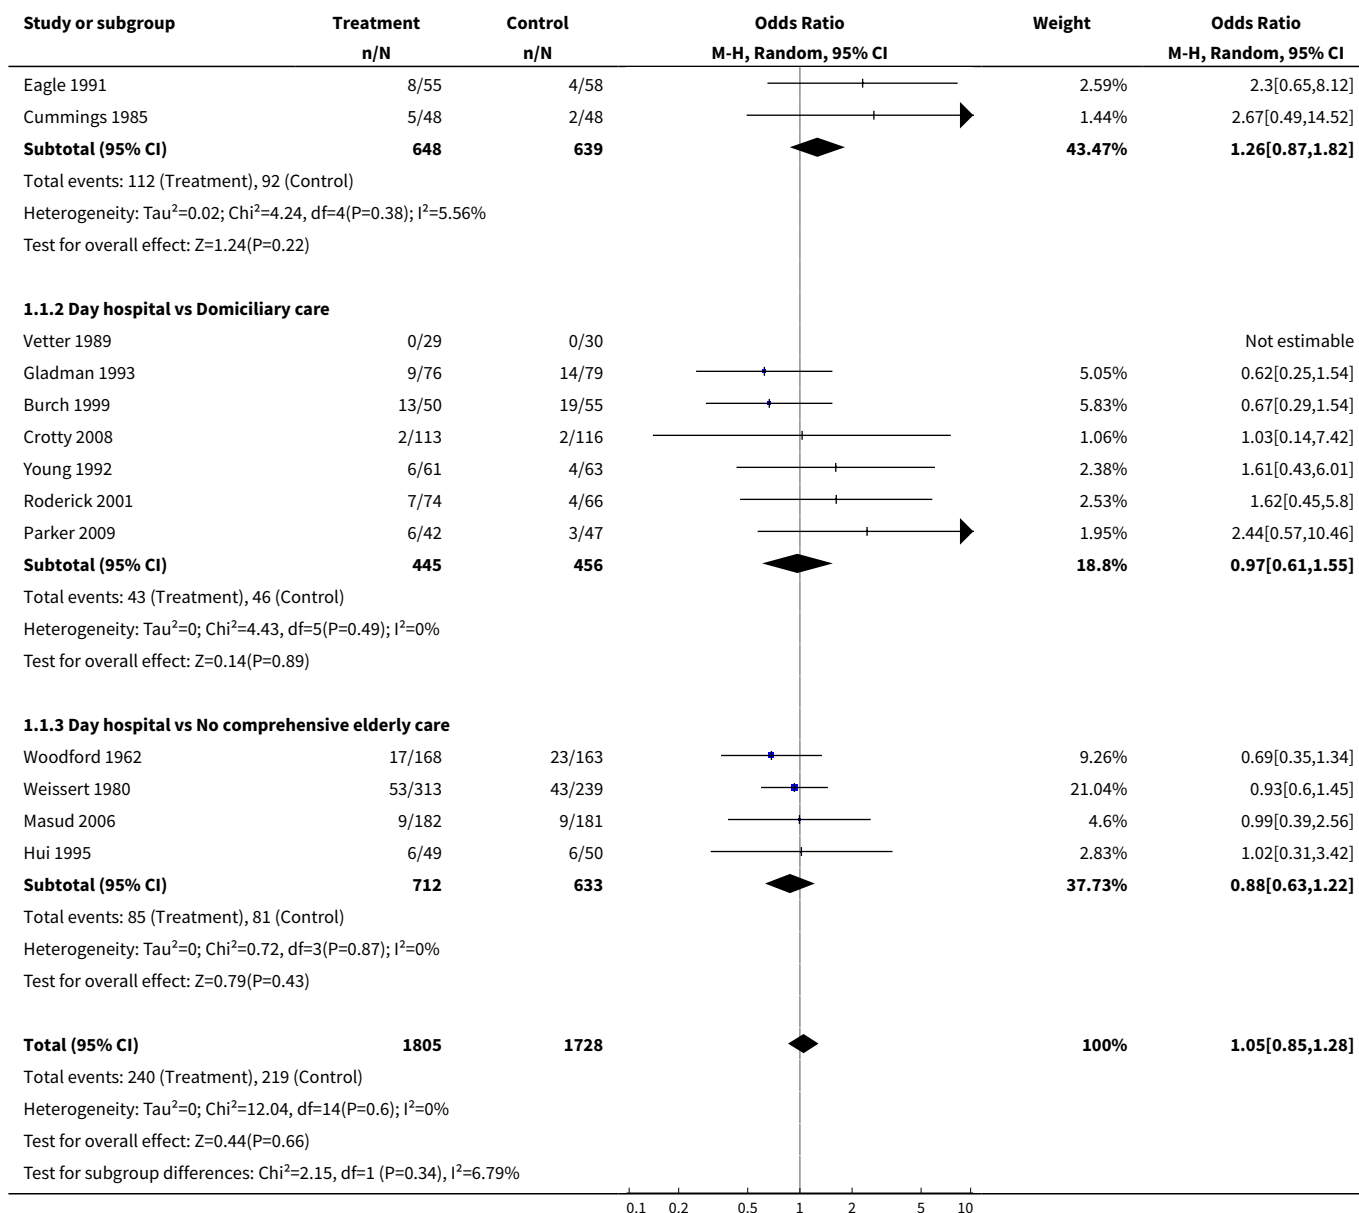 Study or subgroup Treatment Control Odds Ratio Weight Odds Ratio
n/N n/N M-H, Random, 95% CI M-H, Random, 95% CI
Eagle 1991 8/55 4/58 2.59% 2.3[0.65,8.12]
Cummings 1985 5/48 2/48 1.44% 2.67[0.49,14.52]
Subtotal (95% CI) 648 639 43.47% 1.26[0.87,1.82]
Total events: 112 (Treatment), 92 (Control)
Heterogeneity: Tau²=0.02; Chi²=4.24, df=4(P=0.38); I²=5.56%
Test for overall effect: Z=1.24(P=0.22)
1.1.2 Day hospital vs Domiciliary care
Vetter 1989 0/29 0/30 Not estimable
Gladman 1993 9/76 14/79 5.05% 0.62[0.25,1.54]
Burch 1999 13/50 19/55 5.83% 0.67[0.29,1.54]
Crotty 2008 2/113 2/116 1.06% 1.03[0.14,7.42]
Young 1992 6/61 4/63 2.38% 1.61[0.43,6.01]
Roderick 2001 7/74 4/66 2.53% 1.62[0.45,5.8]
Parker 2009 6/42 3/47 1.95% 2.44[0.57,10.46]
Subtotal (95% CI) 445 456 18.8% 0.97[0.61,1.55]
Total events: 43 (Treatment), 46 (Control)
Heterogeneity: Tau²=0; Chi²=4.43, df=5(P=0.49); I²=0%
Test for overall effect: Z=0.14(P=0.89)
1.1.3 Day hospital vs No comprehensive elderly care
Woodford 1962 17/168 23/163 9.26% 0.69[0.35,1.34]
Weissert 1980 53/313 43/239 21.04% 0.93[0.6,1.45]
Masud 2006 9/182 9/181 4.6% 0.99[0.39,2.56]
Hui 1995 6/49 6/50 2.83% 1.02[0.31,3.42]
Subtotal (95% CI) 712 633 37.73% 0.88[0.63,1.22]
Total events: 85 (Treatment), 81 (Control)
Heterogeneity: Tau²=0; Chi²=0.72, df=3(P=0.87); I²=0%
Test for overall effect: Z=0.79(P=0.43)
Total (95% CI) 1805 1728 100% 1.05[0.85,1.28]
Total events: 240 (Treatment), 219 (Control)
Heterogeneity: Tau²=0; Chi²=12.04, df=14(P=0.6); I²=0%
Test for overall effect: Z=0.44(P=0.66)
Test for subgroup differences: Chi²=2.15, df=1 (P=0.34), I²=6.79%
0.1 0.2 0.5 1 2 5 10